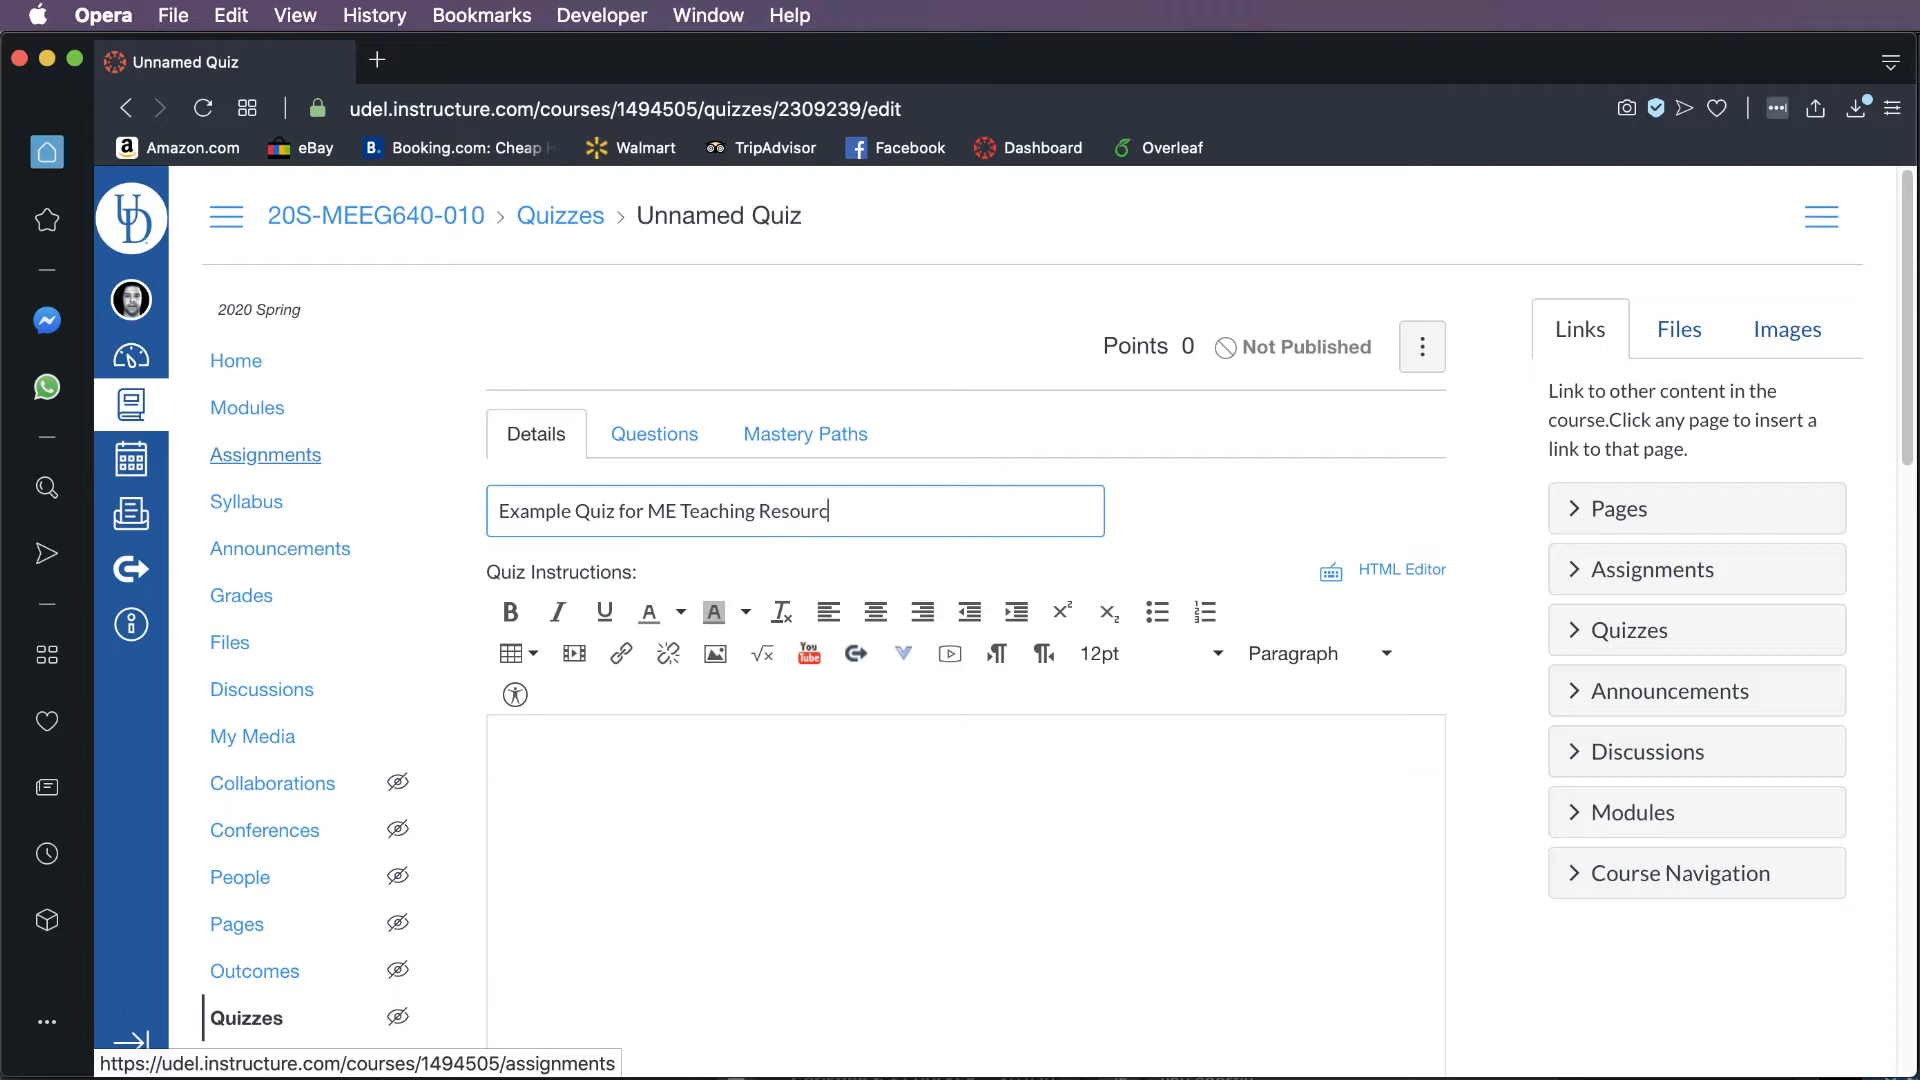 Opera File Edit View History Bookmarks Developer Window Help
Unnamed Quiz
udel.instructure.com/courses/1494505/quizzes/2309239/edit
Amazon.com eBay Booking.com: Cheap Walmart TripAdvisor Facebook Dashboard Overleaf
20S-MEEG640-010 > Quizzes > Unnamed Quiz
2020 Spring
Home
Modules
Assignments
Syllabus
Announcements
Grades
Files
Discussions
My Media
Collaborations
Conferences
People
Pages
Outcomes
Quizzes
https://udel.instructure.com/courses/1494505/assignments
Points 0 Not Published
Details Questions Mastery Paths
Example Quiz for ME Teaching Resourc
Quiz Instructions:
HTML Editor
12pt Paragraph
Links Files Images
Link to other content in the
course.Click any page to insert a
link to that page.
Pages
Assignments
Quizzes
Announcements
Discussions
Modules
Course Navigation